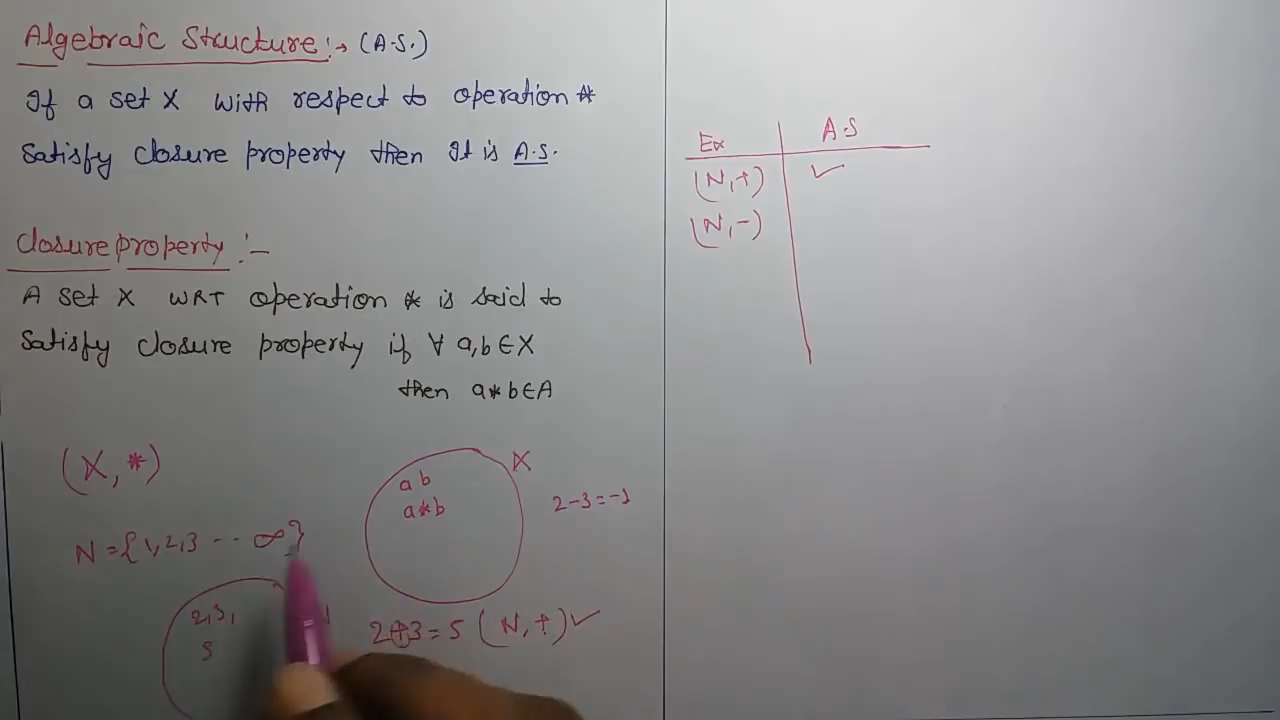 Algebraic Structure :→ (A.S.)
If a set X with respect to operation *
Satisfy closure property then It is A.S.
Closure property :-
A set X WRT operation * is said to
Satisfy closure property if ∀ a,b ∈ X
then a*b ∈ A
(X, *)
N = {1,2,3 -- ∞}
a b
a*b
X
2-3=-1
2,3,
5
2+3=5 (N,+) ✓
Ex A.S
(N,+) ✓
(N,-)